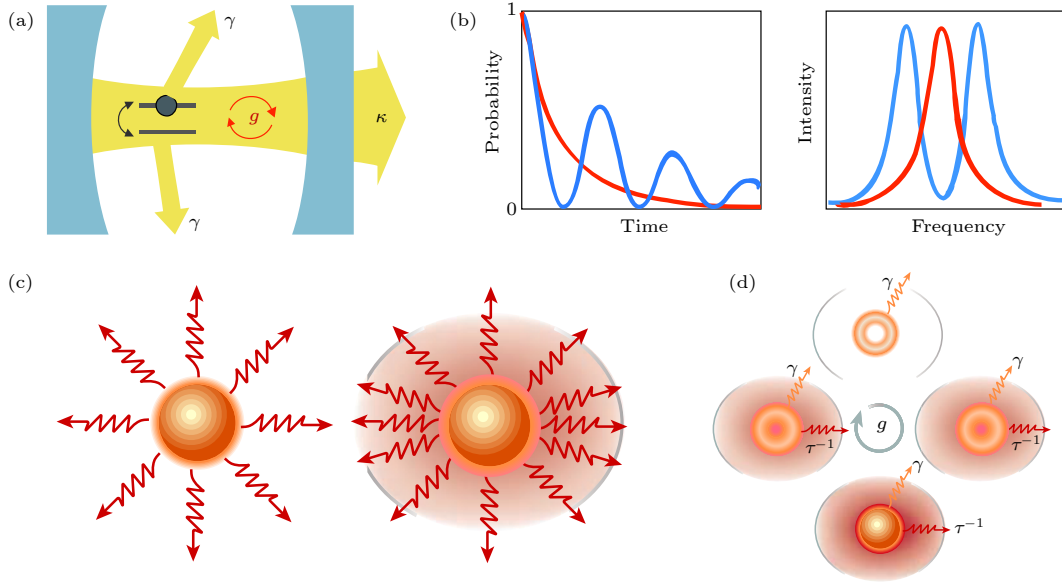 (a)
γ
g
κ
γ
(b)
1
Probability
0
Time
Intensity
Frequency
(c)
(d)
γ
γ
τ⁻¹
g
γ
τ⁻¹
γ
τ⁻¹